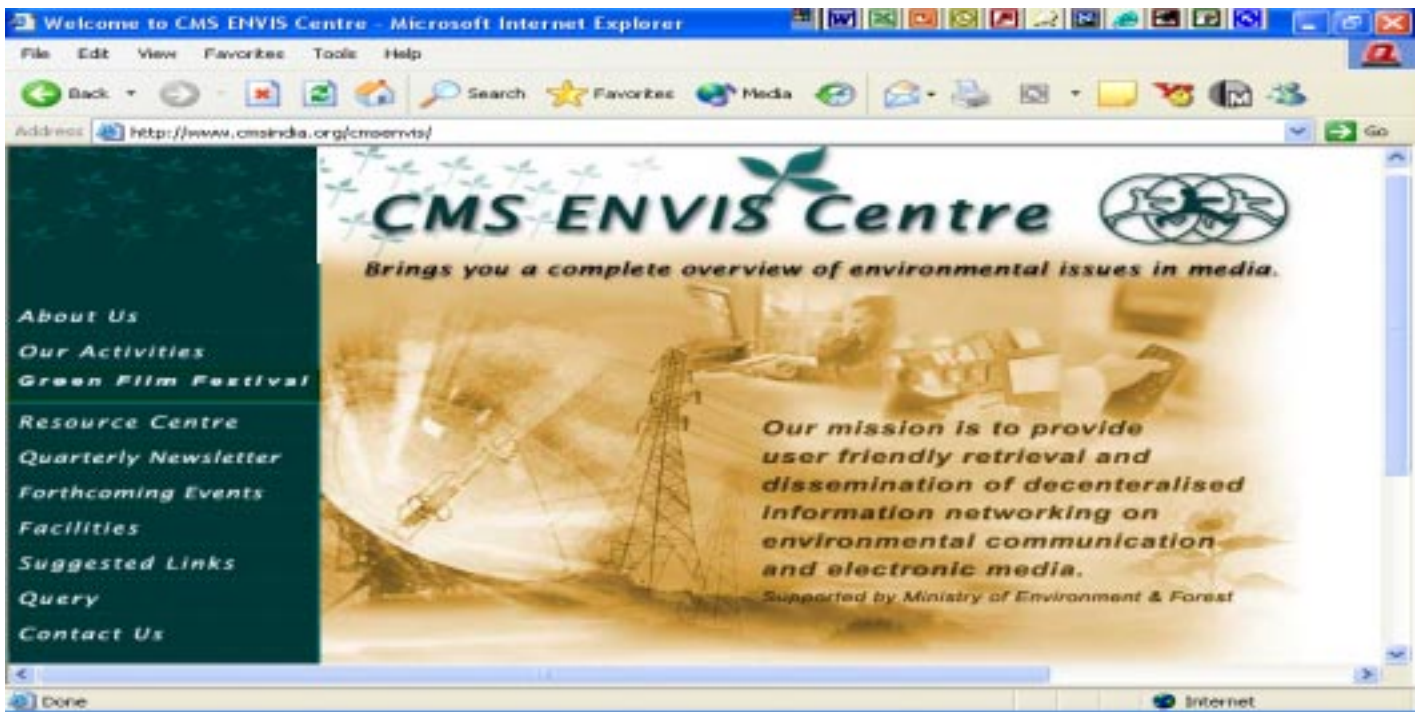 Welcome to CMS ENVIS Centre - Microsoft Internet Explorer
File Edit View Favorites Tools Help
Back Search Favorites Media
Address http://www.cmsindia.org/cmsenvis/ Go
CMS ENVIS Centre
Brings you a complete overview of environmental issues in media.
About Us
Our Activities
Green Film Festival
Resource Centre
Quarterly Newsletter
Forthcoming Events
Facilities
Suggested Links
Query
Contact Us
Our mission is to provide
user friendly retrieval and
dissemination of decenteralised
information networking on
environmental communication
and electronic media.
Supported by Ministry of Environment & Forest
Done Internet